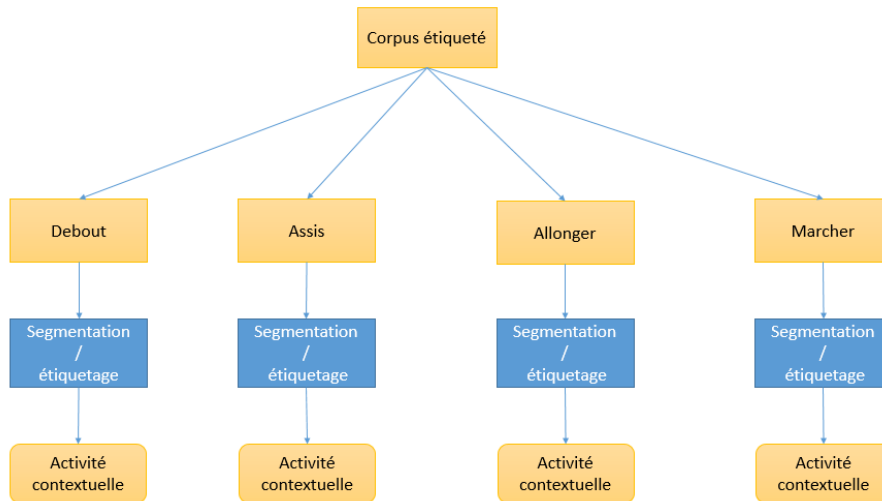 Corpus étiqueté
Debout
Assis
Allonger
Marcher
Segmentation
/
étiquetage
Segmentation
/
étiquetage
Segmentation
/
étiquetage
Segmentation
/
étiquetage
Activité
contextuelle
Activité
contextuelle
Activité
contextuelle
Activité
contextuelle